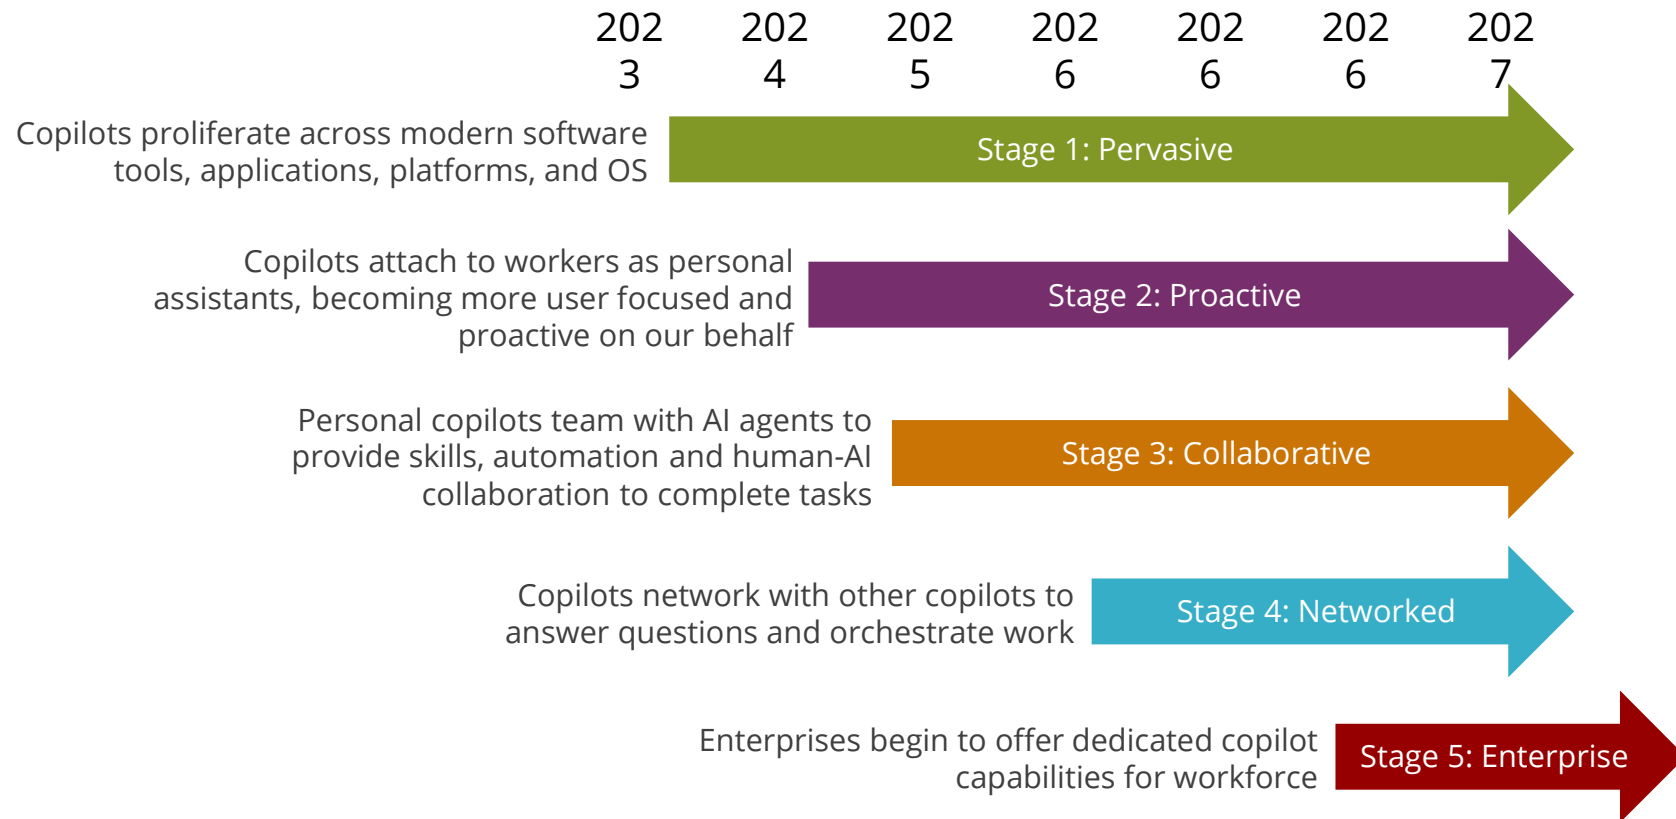 202 202 202 202 202 202 202
3 4 5 6 6 6 7
Copilots proliferate across modern software
tools, applications, platforms, and OS
Stage 1: Pervasive
Copilots attach to workers as personal
assistants, becoming more user focused and
proactive on our behalf
Stage 2: Proactive
Personal copilots team with AI agents to
provide skills, automation and human-AI
collaboration to complete tasks
Stage 3: Collaborative
Copilots network with other copilots to
answer questions and orchestrate work
Stage 4: Networked
Enterprises begin to offer dedicated copilot
capabilities for workforce
Stage 5: Enterprise